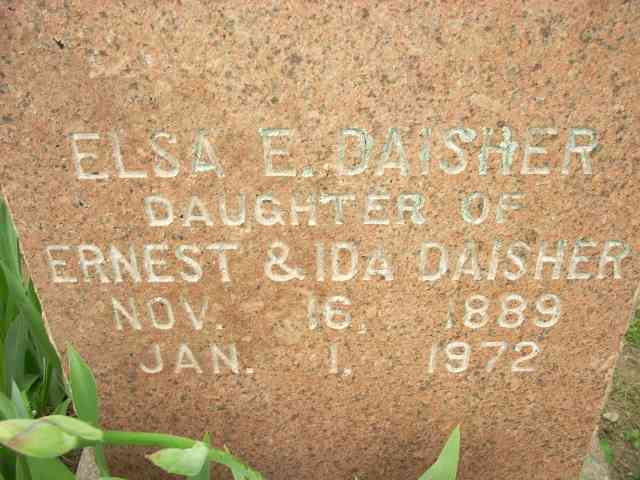 ELSA E. DAISHER
DAUGHTER OF
ERNEST & IDA DAISHER
NOV. 16, 1889
JAN. 1, 1972